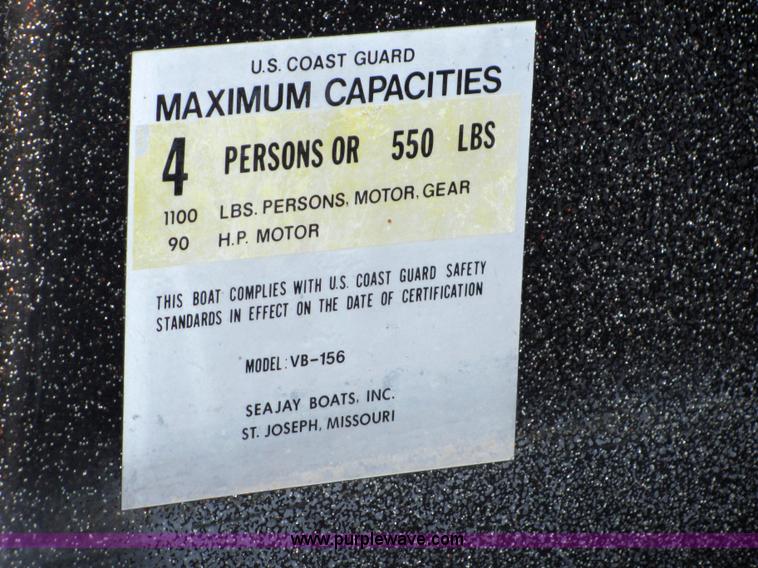 U.S. COAST GUARD
MAXIMUM CAPACITIES
4 PERSONS OR 550 LBS
1100 LBS. PERSONS, MOTOR, GEAR
90 H.P. MOTOR
THIS BOAT COMPLIES WITH U.S. COAST GUARD SAFETY
STANDARDS IN EFFECT ON THE DATE OF CERTIFICATION
MODEL: VB-156
SEAJAY BOATS, INC.
ST. JOSEPH, MISSOURI
www.purplewave.com